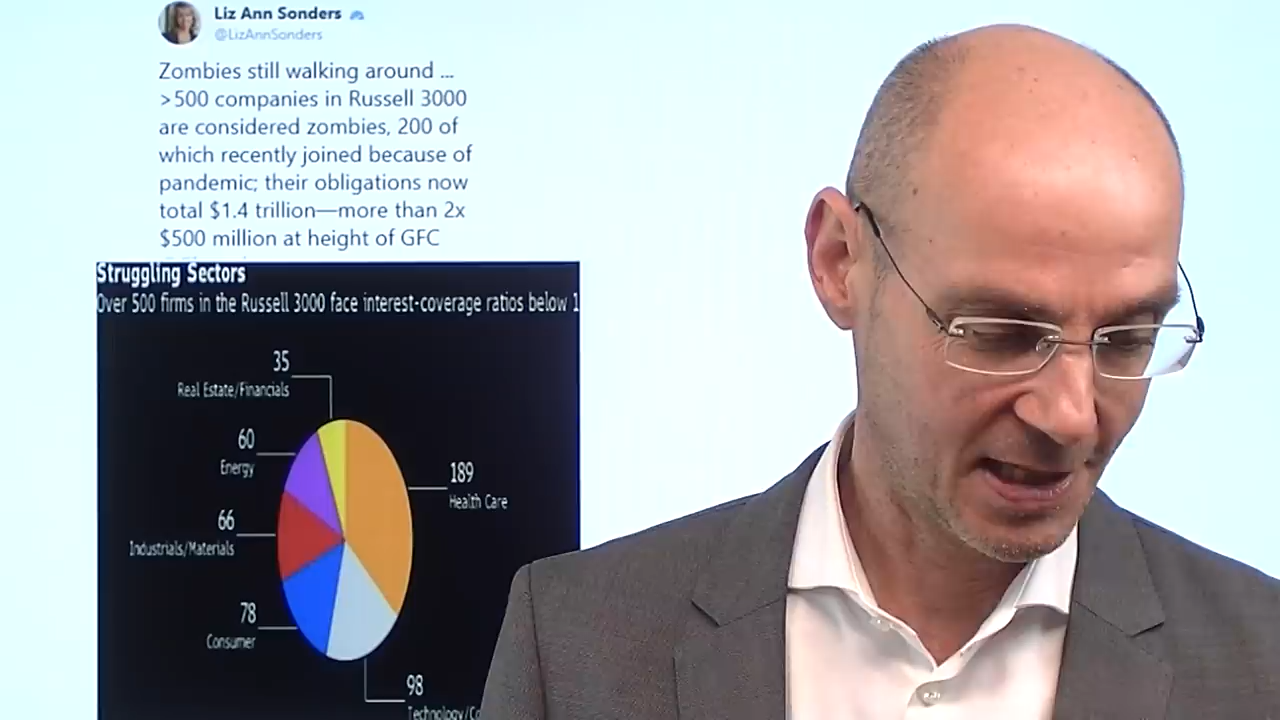 Liz Ann Sonders
@LizAnnSonders
Zombies still walking around ...
>500 companies in Russell 3000
are considered zombies, 200 of
which recently joined because of
pandemic; their obligations now
total $1.4 trillion—more than 2x
$500 million at height of GFC
Struggling Sectors
Over 500 firms in the Russell 3000 face interest-coverage ratios below 1
35
Real Estate/Financials
60
Energy
189
Health Care
66
Industrials/Materials
78
Consumer
98